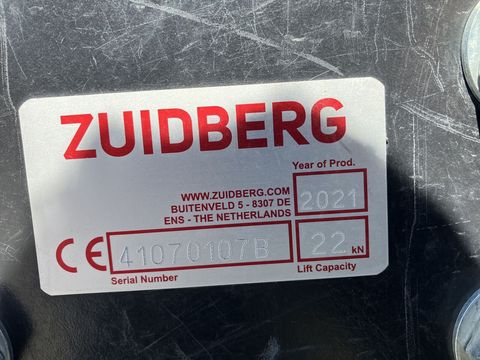 ZUIDBERG
Year of Prod.
WWW.ZUIDBERG.COM
BUITENVELD 5 - 8307 DE
ENS - THE NETHERLANDS
2021
CE 41070107B 22 kN
Serial Number Lift Capacity